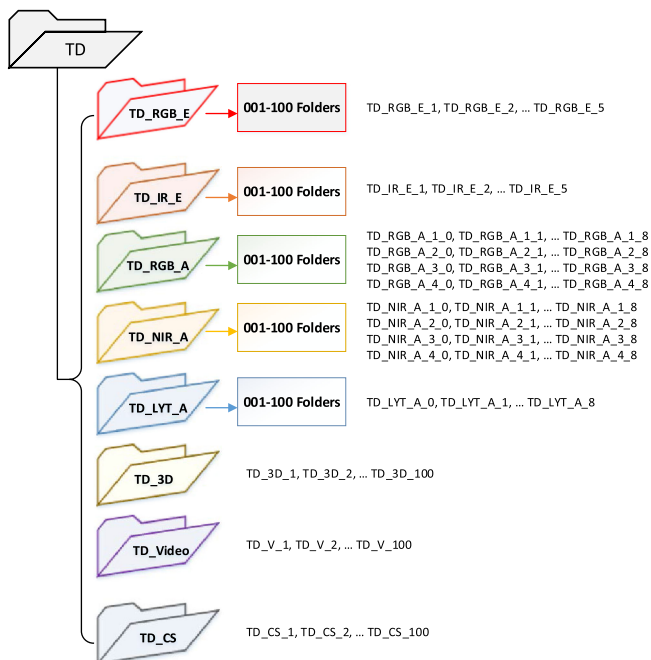 TD
TD_RGB_E
001-100 Folders
TD_RGB_E_1, TD_RGB_E_2, ... TD_RGB_E_5
TD_IR_E
001-100 Folders
TD_IR_E_1, TD_IR_E_2, ... TD_IR_E_5
TD_RGB_A
001-100 Folders
TD_RGB_A_1_0, TD_RGB_A_1_1, ... TD_RGB_A_1_8
TD_RGB_A_2_0, TD_RGB_A_2_1, ... TD_RGB_A_2_8
TD_RGB_A_3_0, TD_RGB_A_3_1, ... TD_RGB_A_3_8
TD_RGB_A_4_0, TD_RGB_A_4_1, ... TD_RGB_A_4_8
TD_NIR_A
001-100 Folders
TD_NIR_A_1_0, TD_NIR_A_1_1, ... TD_NIR_A_1_8
TD_NIR_A_2_0, TD_NIR_A_2_1, ... TD_NIR_A_2_8
TD_NIR_A_3_0, TD_NIR_A_3_1, ... TD_NIR_A_3_8
TD_NIR_A_4_0, TD_NIR_A_4_1, ... TD_NIR_A_4_8
TD_LYT_A
001-100 Folders
TD_LYT_A_0, TD_LYT_A_1, ... TD_LYT_A_8
TD_3D
TD_3D_1, TD_3D_2, ... TD_3D_100
TD_Video
TD_V_1, TD_V_2, ... TD_V_100
TD_CS
TD_CS_1, TD_CS_2, ... TD_CS_100